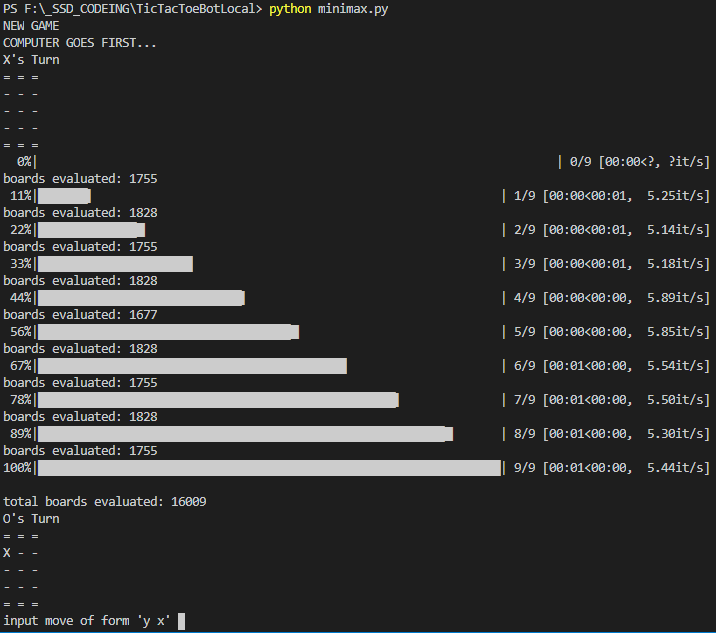 PS F:\_SSD_CODEING\TicTacToeBotLocal> python minimax.py
NEW GAME
COMPUTER GOES FIRST...
X's Turn
= = =
- - -
- - -
- - -
= = =
0%| | 0/9 [00:00<?, ?it/s]
boards evaluated: 1755
11%| | 1/9 [00:00<00:01, 5.25it/s]
boards evaluated: 1828
22%| | 2/9 [00:00<00:01, 5.14it/s]
boards evaluated: 1755
33%| | 3/9 [00:00<00:01, 5.18it/s]
boards evaluated: 1828
44%| | 4/9 [00:00<00:00, 5.89it/s]
boards evaluated: 1677
56%| | 5/9 [00:00<00:00, 5.85it/s]
boards evaluated: 1828
67%| | 6/9 [00:01<00:00, 5.54it/s]
boards evaluated: 1755
78%| | 7/9 [00:01<00:00, 5.50it/s]
boards evaluated: 1828
89%| | 8/9 [00:01<00:00, 5.30it/s]
boards evaluated: 1755
100%| | 9/9 [00:01<00:00, 5.44it/s]
total boards evaluated: 16009
O's Turn
= = =
X - -
- - -
- - -
= = =
input move of form 'y x'